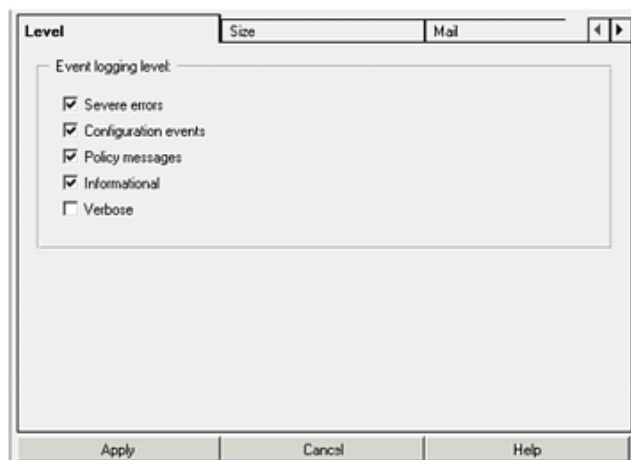 Level Size Mail
Event logging level:
Severe errors
Configuration events
Policy messages
Informational
Verbose
Apply Cancel Help